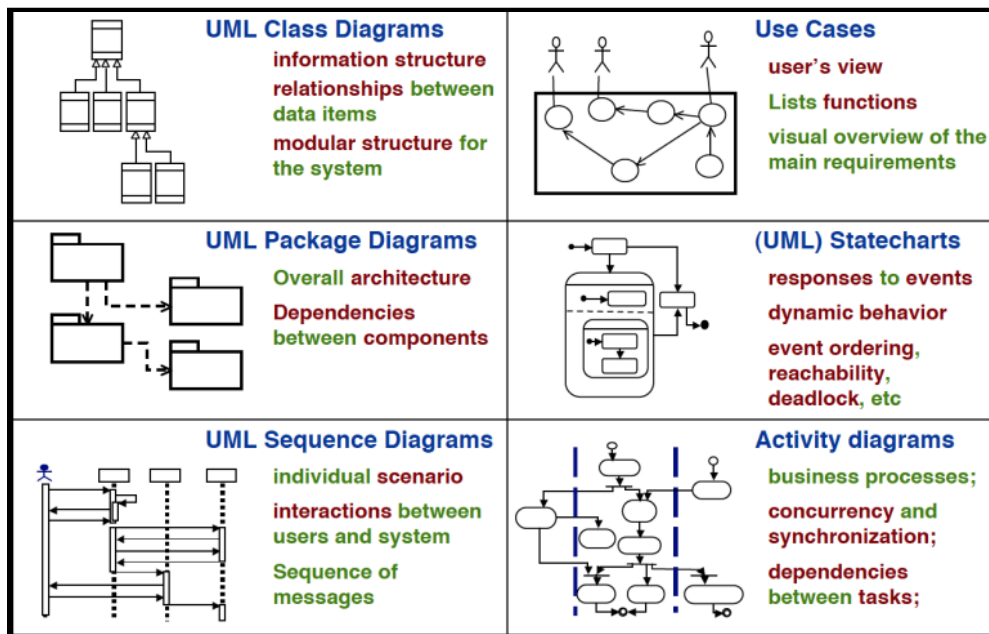 UML Class Diagrams
information structure
relationships between
data items
modular structure for
the system
Use Cases
user's view
Lists functions
visual overview of the
main requirements
UML Package Diagrams
Overall architecture
Dependencies
between components
(UML) Statecharts
responses to events
dynamic behavior
event ordering,
reachability,
deadlock, etc
UML Sequence Diagrams
individual scenario
interactions between
users and system
Sequence of
messages
Activity diagrams
business processes;
concurrency and
synchronization;
dependencies
between tasks;